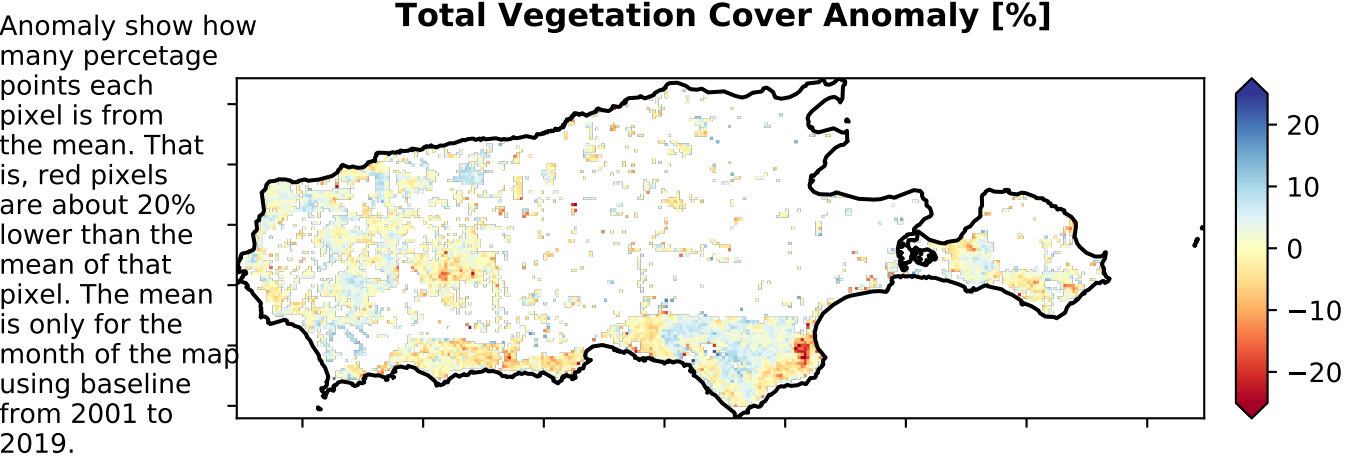 Total Vegetation Cover Anomaly [%]
Anomaly show how
many percetage
points each
pixel is from
the mean. That
is, red pixels
are about 20%
lower than the
mean of that
pixel. The mean
is only for the
month of the map
using baseline
from 2001 to
2019.
20
10
0
−10
−20